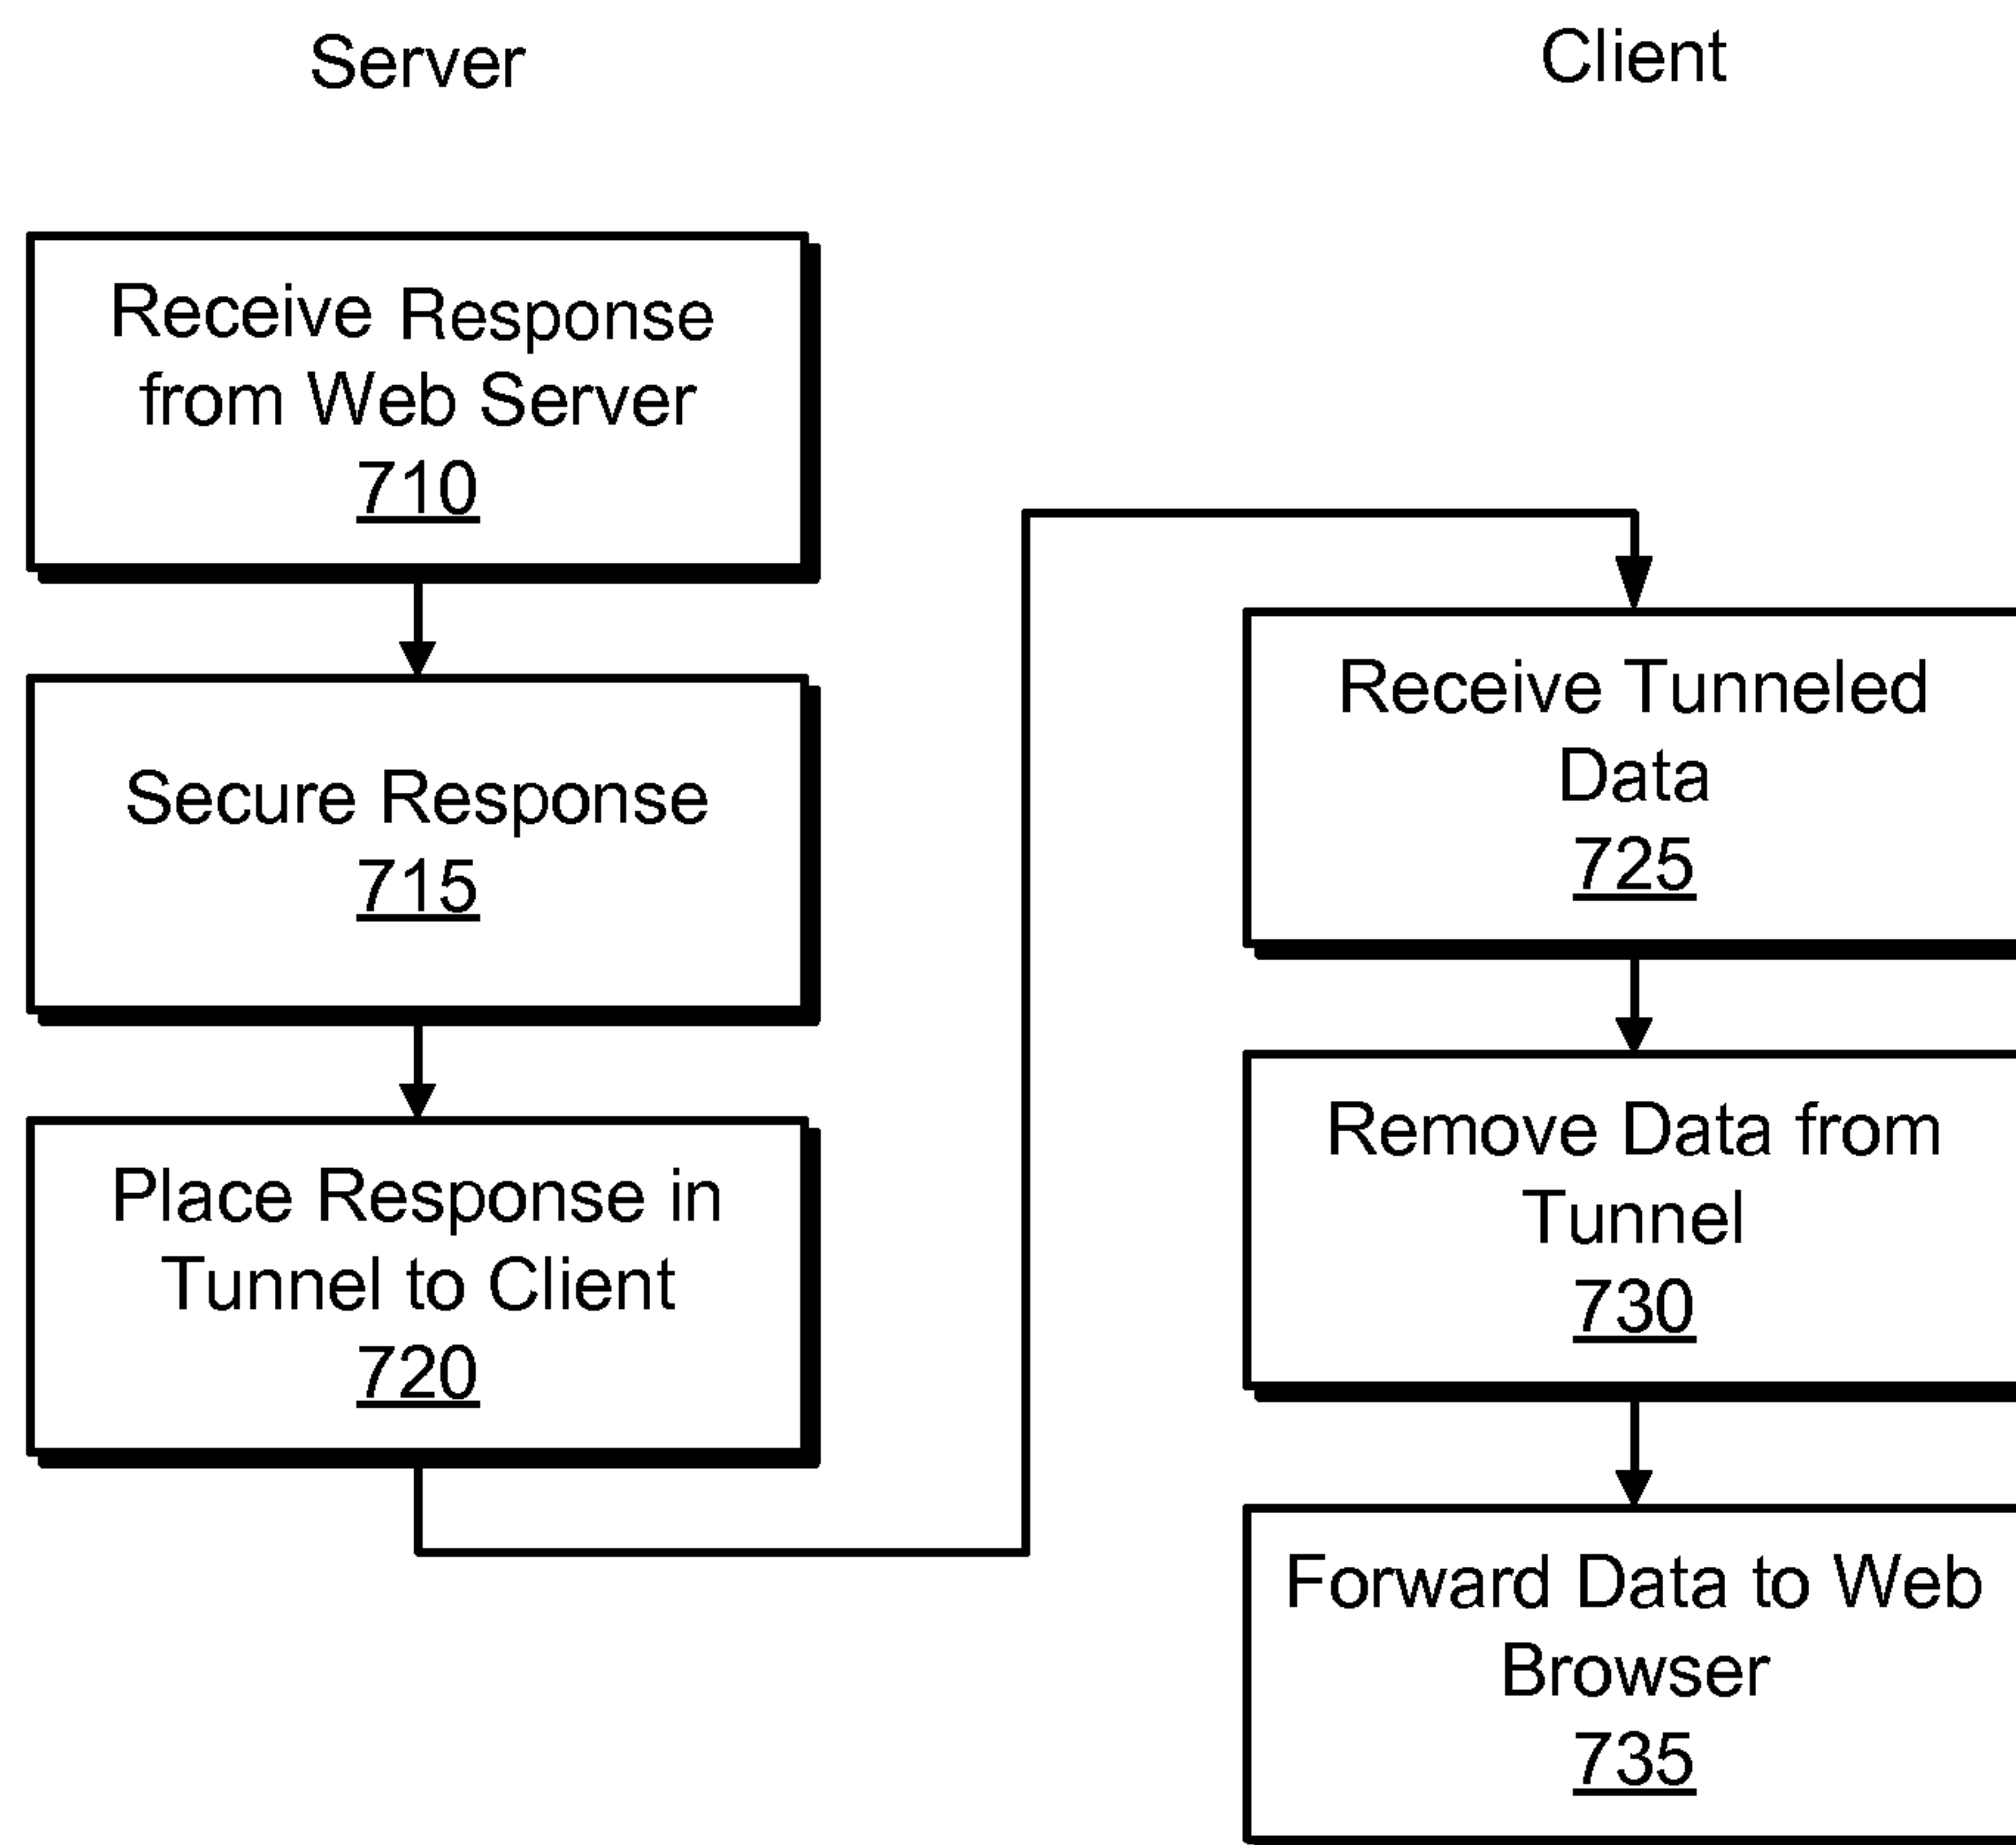 Server
Receive Response
from Web Server
710
Secure Response
715
Place Response in
Tunnel to Client
720
Client
Receive Tunneled
Data
725
Remove Data from
Tunnel
730
Forward Data to Web
Browser
735